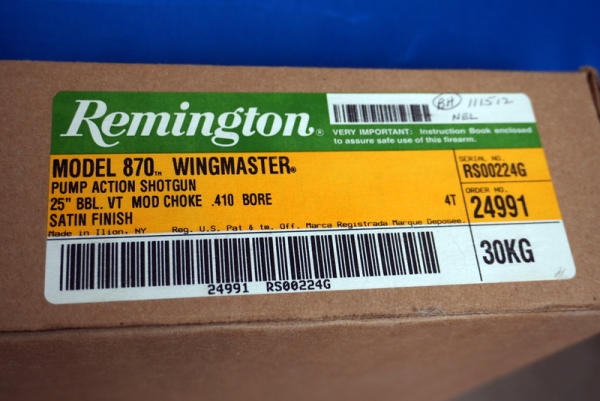 Remington®
BH 111512
NEL
VERY IMPORTANT: Instruction Book enclosed
to assure safe use of this firearm.
MODEL 870™ WINGMASTER®
PUMP ACTION SHOTGUN
25" BBL. VT MOD CHOKE .410 BORE 4T
SATIN FINISH
Made in Ilion, NY Reg. U.S. Pat & tm. Off. Marca Registrada Marque Deposee.
SERIAL NO.
RS00224G
ORDER NO.
24991
30KG
24991 RS00224G